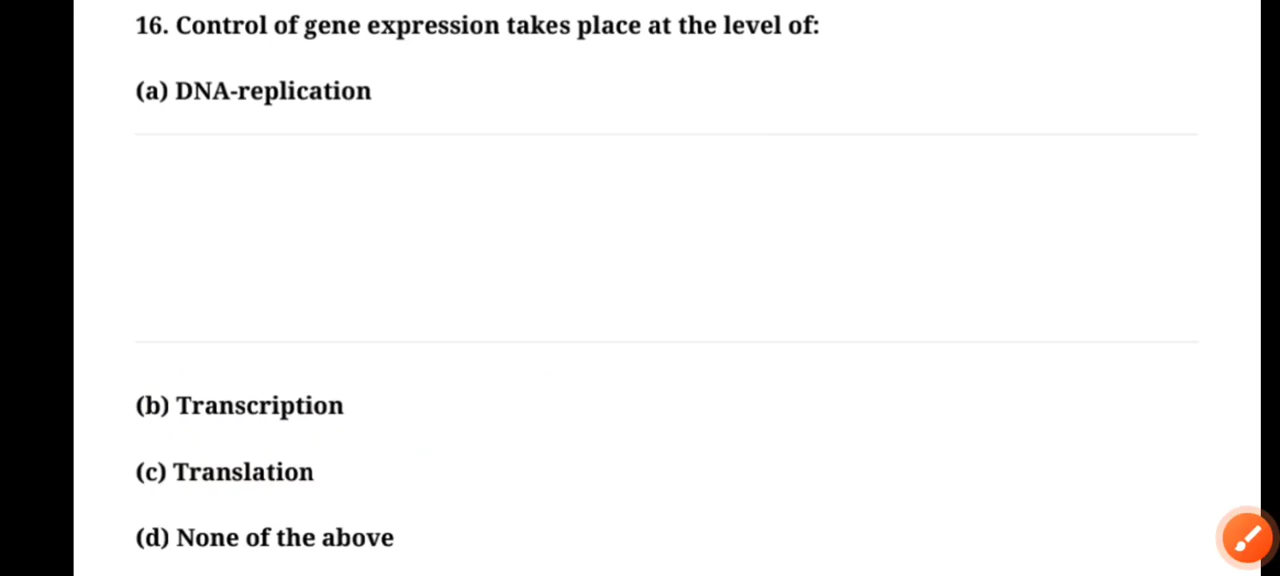 16. Control of gene expression takes place at the level of:
(a) DNA-replication
(b) Transcription
(c) Translation
(d) None of the above